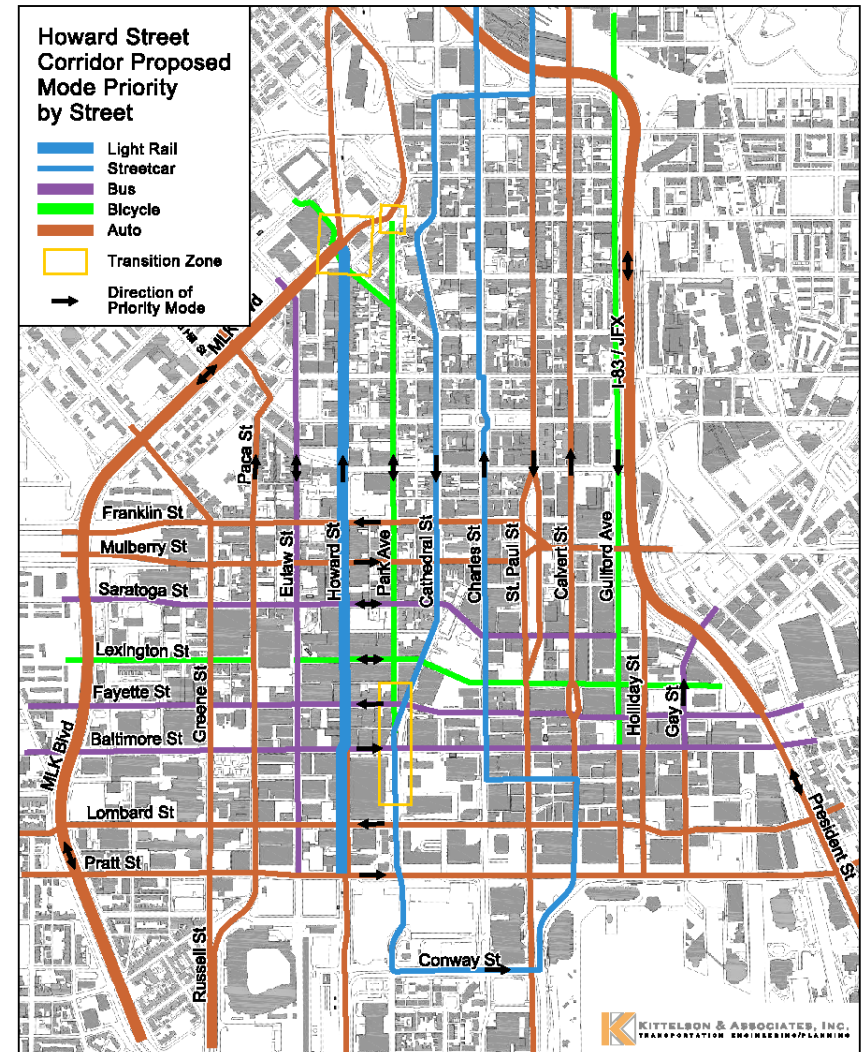 Howard Street
Corridor Proposed
Mode Priority
by Street
Light Rail
Streetcar
Bus
Bicycle
Auto
Transition Zone
Direction of
Priority Mode
MLK Blvd
I-83 / JFX
Paca St
Eutaw St
Howard St
Park Ave
Cathedral St
Charles St
St. Paul St
Calvert St
Guilford Ave
Franklin St
Mulberry St
Saratoga St
Lexington St
Fayette St
Greene St
Baltimore St
Holliday St
Gay St
MLK Blvd
Lombard St
President St
Pratt St
Russell St
Conway St
KITTELSON & ASSOCIATES, INC.
TRANSPORTATION ENGINEERING/PLANNING